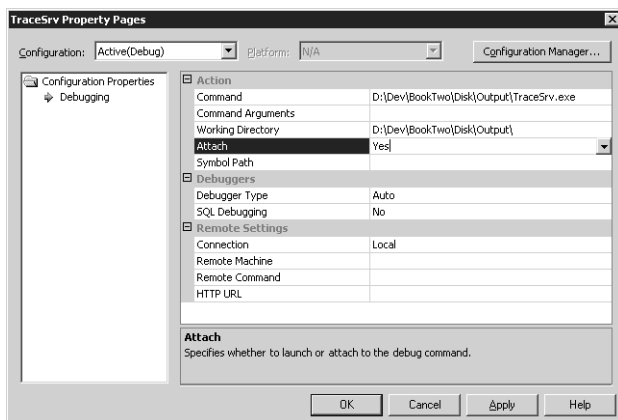 TraceSrv Property Pages
Configuration: Active(Debug) Platform: N/A Configuration Manager...
Configuration Properties
Debugging
Action
Command D:\Dev\BookTwo\Disk\Output\TraceSrv.exe
Command Arguments
Working Directory D:\Dev\BookTwo\Disk\Output\
Attach Yes
Symbol Path
Debuggers
Debugger Type Auto
SQL Debugging No
Remote Settings
Connection Local
Remote Machine
Remote Command
HTTP URL
Attach
Specifies whether to launch or attach to the debug command.
OK Cancel Apply Help